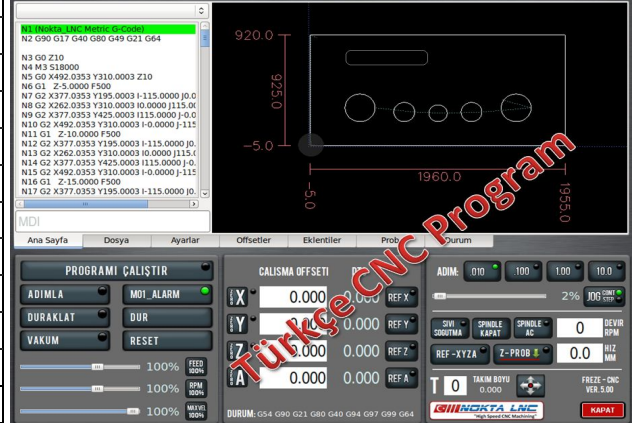 N1 (Nokta_LNC Metric G-Code)
N2 G90 G17 G40 G80 G49 G21 G64
N3 G0 Z10
N4 M3 S18000
N5 G0 X492.0353 Y310.0003 Z10
N6 G1 Z-5.0000 F500
N7 G2 X377.0353 Y195.0003 I-115.0000 J0.0
N8 G2 X262.0353 Y310.0003 I0.0000 J115.00
N9 G2 X377.0353 Y425.0003 I115.0000 J-0.0
N10 G2 X492.0353 Y310.0003 I-0.0000 J-115
N11 G1 Z-10.0000 F500
N12 G2 X377.0353 Y195.0003 I-115.0000 J0.
N13 G2 X262.0353 Y310.0003 I0.0000 J115.0
N14 G2 X377.0353 Y425.0003 I115.0000 J-0.
N15 G2 X492.0353 Y310.0003 I-0.0000 J-115
N16 G1 Z-15.0000 F500
N17 G2 X377.0353 Y195.0003 I-115.0000 J0.
MDI
920.0
925.0
-5.0
1960.0
-5.0
1955.0
Türkçe CNC Program
Ana Sayfa Dosya Ayarlar Offsetler Eklentiler Prob Durum
PROGRAMI ÇALIŞTIR
ADIMLA M01_ALARM
DURAKLAT DUR
VAKUM RESET
100% FEED 100%
100% RPM 100%
100% MAXVEL 100%
CALISMA OFFSETI
X 0.000 0.000 REF X
Y 0.000 REF Y
Z 0.000 0.000 REF Z
A 0.000 0.000 REF A
DURUM: G54 G90 G21 G80 G40 G94 G97 G99 G64
ADIM: .010 .100 1.00 10.0
2% JOG CONT STEP
SIVI SOGUTMA SPINDLE KAPAT SPINDLE AC 0 DEVIR RPM
REF-XYZA Z-PROB 0.0 HIZ MM
T 0 TAKIM BOYU 0.000 FREZE - CNC VER.5.00
NOKTA LNC
"High Speed CNC Machining"
KAPAT